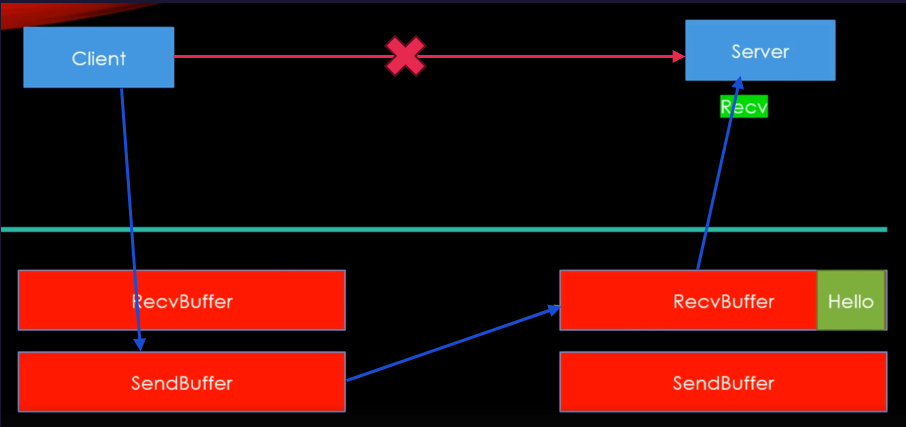 Client
Server
Recv
RecvBuffer
RecvBuffer
Hello
SendBuffer
SendBuffer